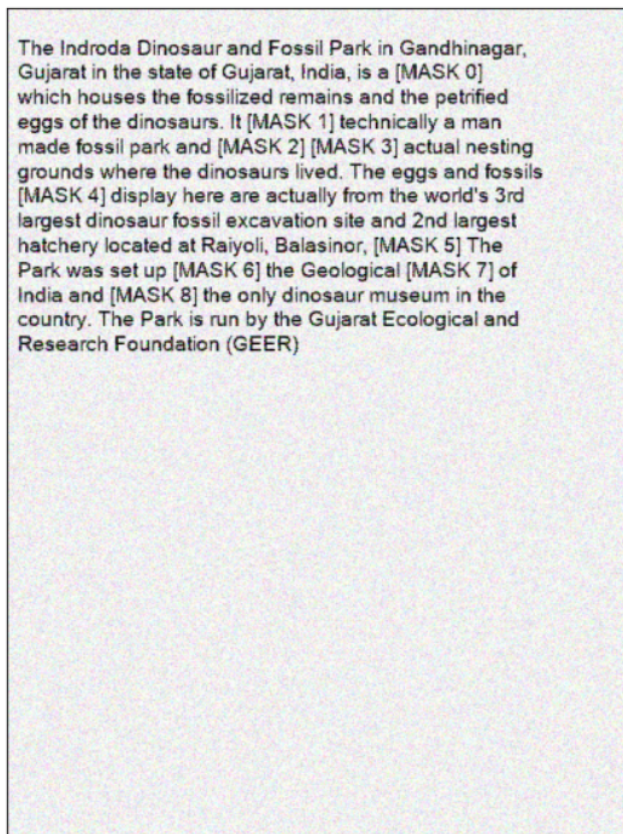 The Indroda Dinosaur and Fossil Park in Gandhinagar,
Gujarat in the state of Gujarat, India, is a [MASK 0]
which houses the fossilized remains and the petrified
eggs of the dinosaurs. It [MASK 1] technically a man
made fossil park and [MASK 2] [MASK 3] actual nesting
grounds where the dinosaurs lived. The eggs and fossils
[MASK 4] display here are actually from the world's 3rd
largest dinosaur fossil excavation site and 2nd largest
hatchery located at Raiyoli, Balasinor, [MASK 5] The
Park was set up [MASK 6] the Geological [MASK 7] of
India and [MASK 8] the only dinosaur museum in the
country. The Park is run by the Gujarat Ecological and
Research Foundation (GEER)